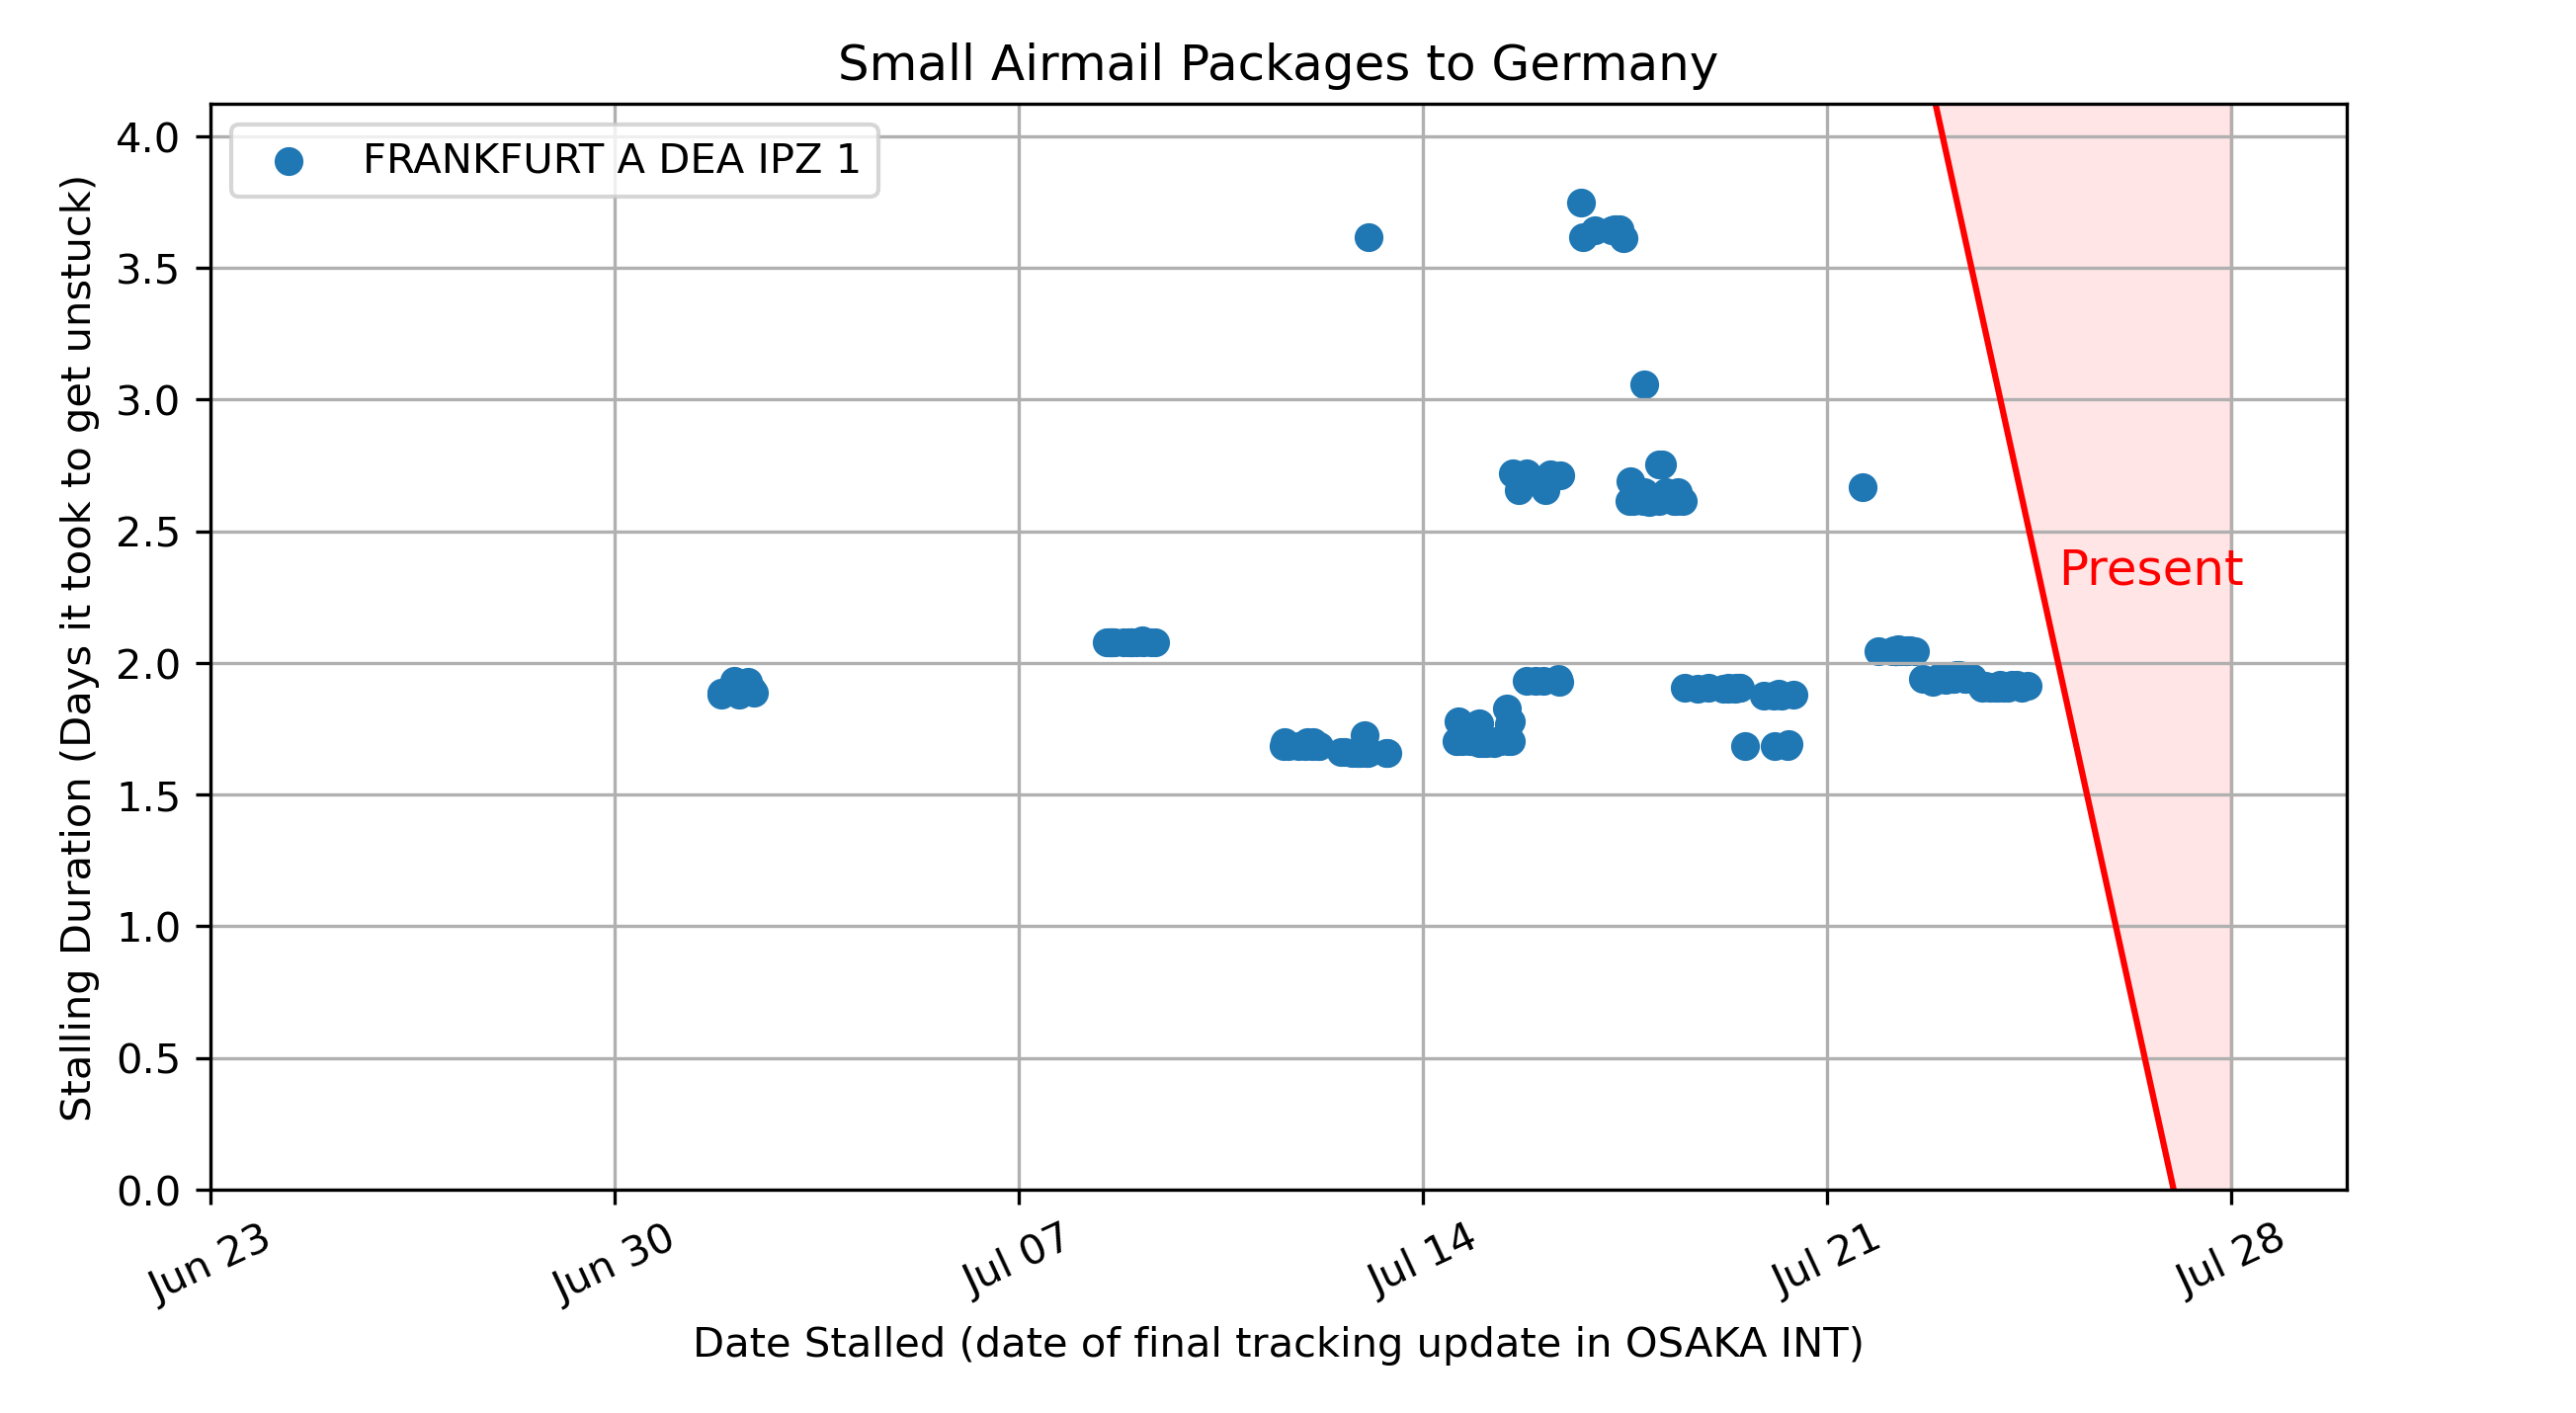 Small Airmail Packages to Germany
FRANKFURT A DEA IPZ 1
Stalling Duration (Days it took to get unstuck)
4.0
3.5
3.0
2.5
2.0
1.5
1.0
0.5
0.0
Present
Jun 23
Jun 30
Jul 07
Jul 14
Jul 21
Jul 28
Date Stalled (date of final tracking update in OSAKA INT)